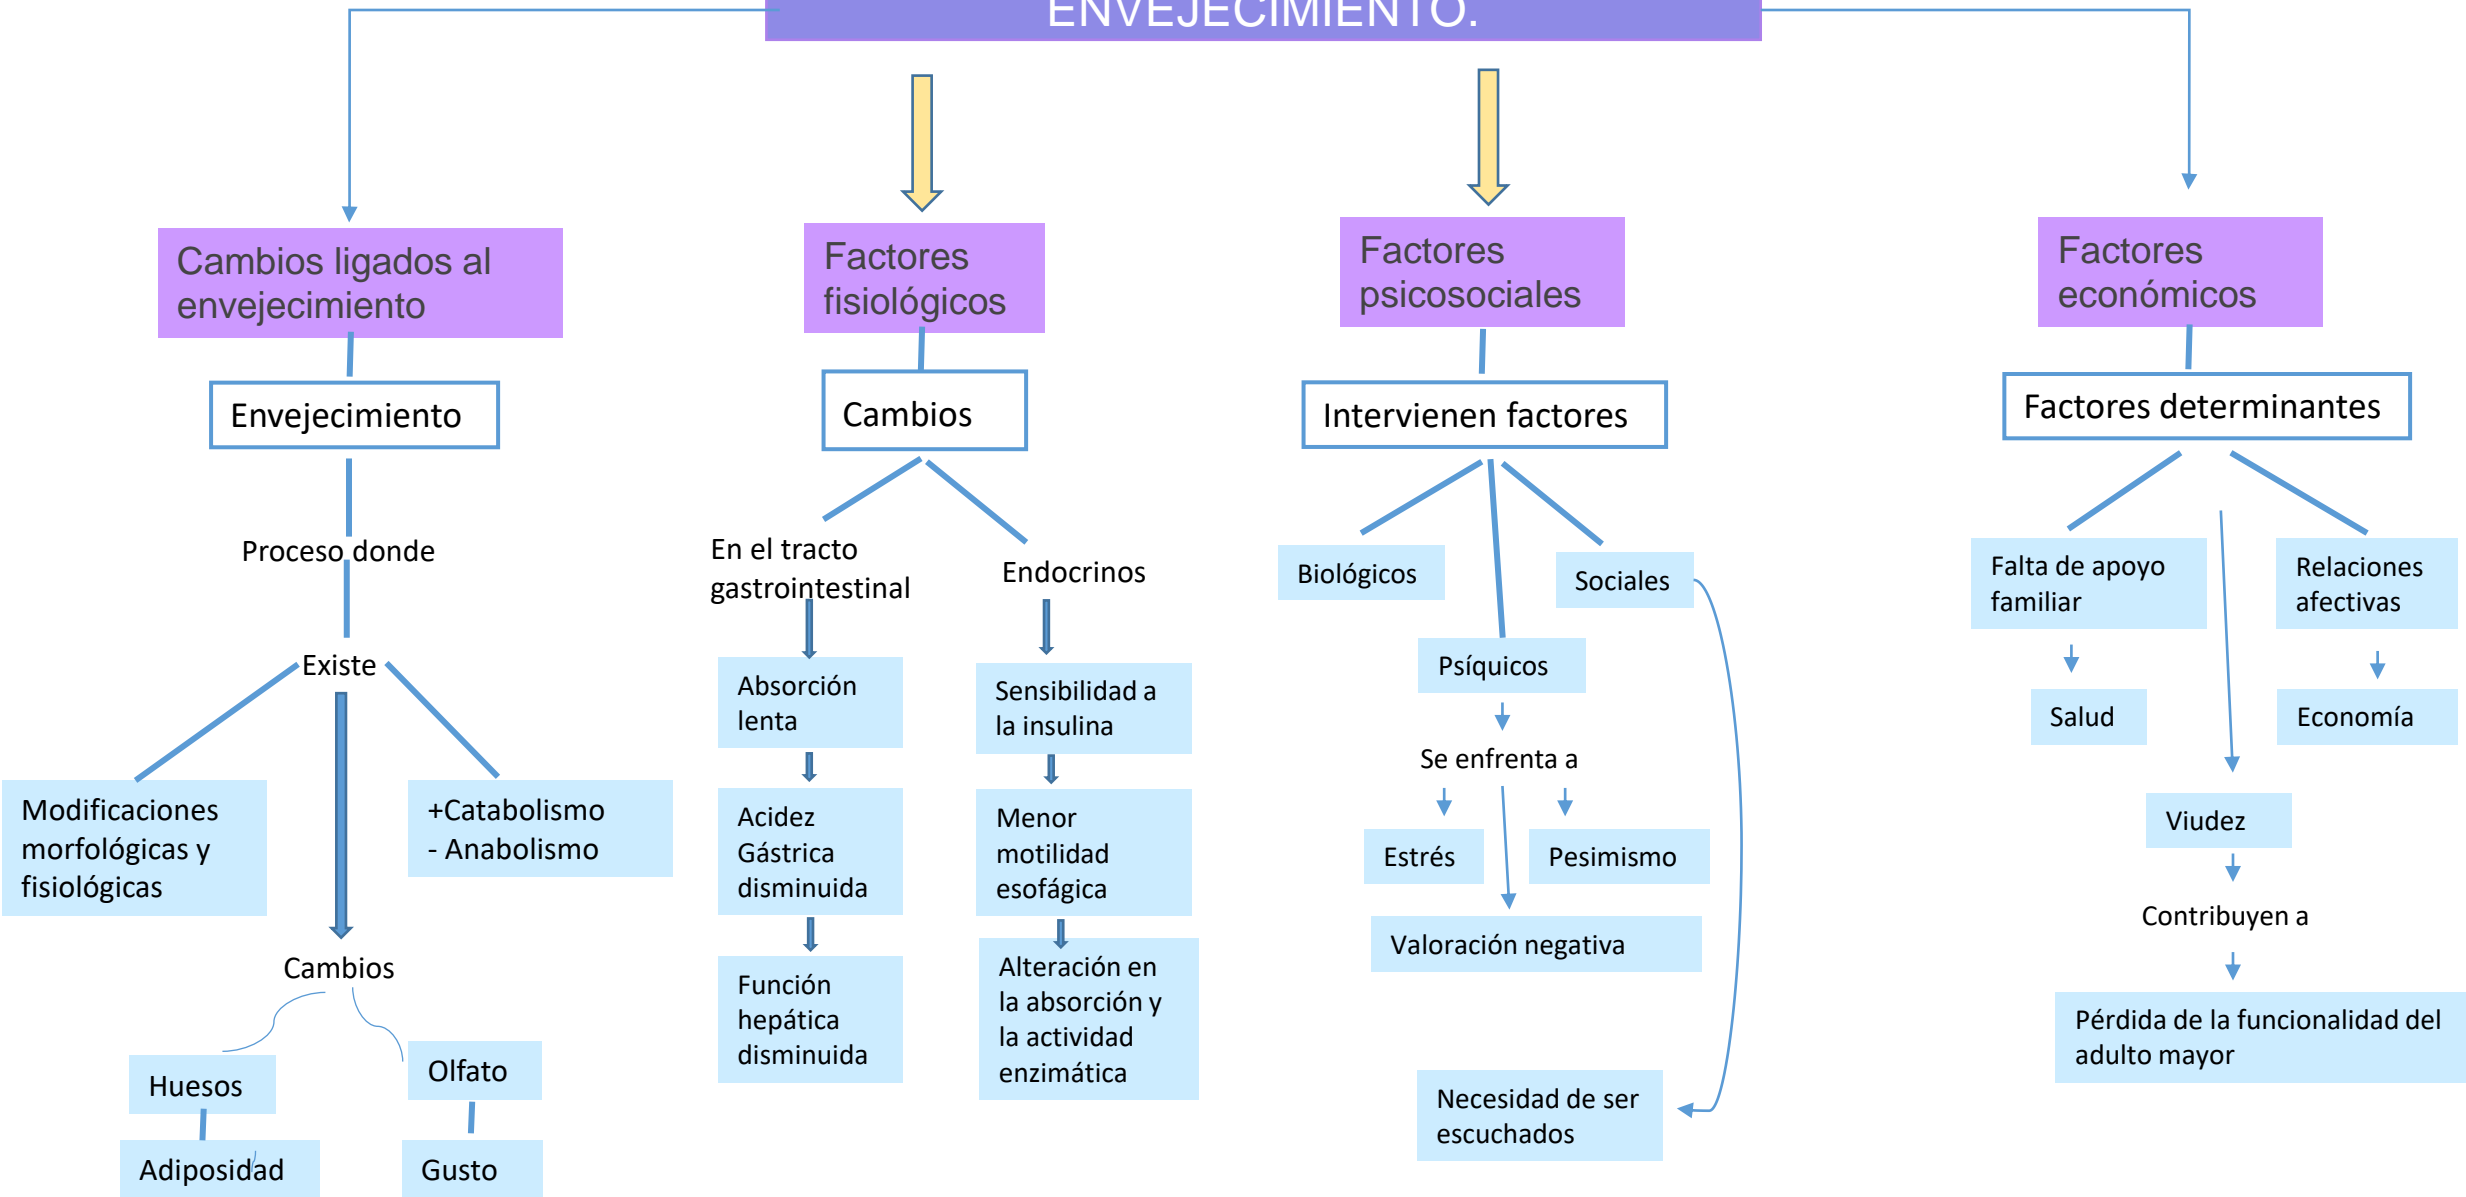 ENVEJECIMIENTO.
Cambios ligados al
envejecimiento
Envejecimiento
Proceso donde
Existe
Modificaciones
morfológicas y
fisiológicas
+Catabolismo
- Anabolismo
Cambios
Huesos
Adiposidad
Olfato
Gusto
Factores
fisiológicos
Cambios
En el tracto
gastrointestinal
Absorción
lenta
Acidez
Gástrica
disminuida
Función
hepática
disminuida
Endocrinos
Sensibilidad a
la insulina
Menor
motilidad
esofágica
Alteración en
la absorción y
la actividad
enzimática
Factores
psicosociales
Intervienen factores
Biológicos
Psíquicos
Sociales
Se enfrenta a
Estrés
Pesimismo
Valoración negativa
Necesidad de ser
escuchados
Factores
económicos
Factores determinantes
Falta de apoyo
familiar
Salud
Relaciones
afectivas
Economía
Viudez
Contribuyen a
Pérdida de la funcionalidad del
adulto mayor